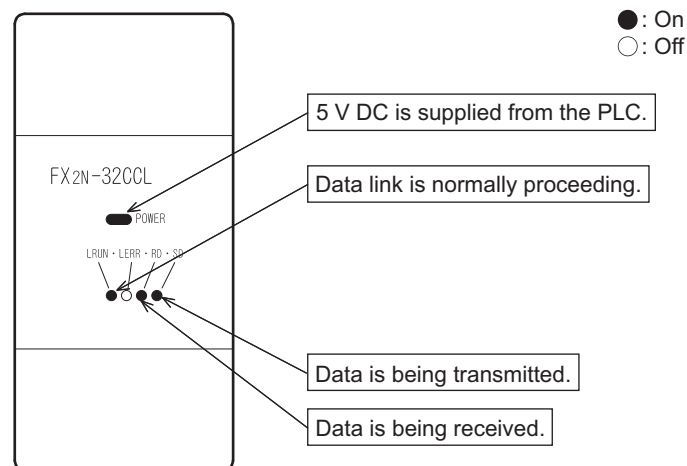 ●: On
○: Off
5 V DC is supplied from the PLC.
Data link is normally proceeding.
FX2N-32CCL
POWER
LRUN・LERR・RD・SD
Data is being transmitted.
Data is being received.